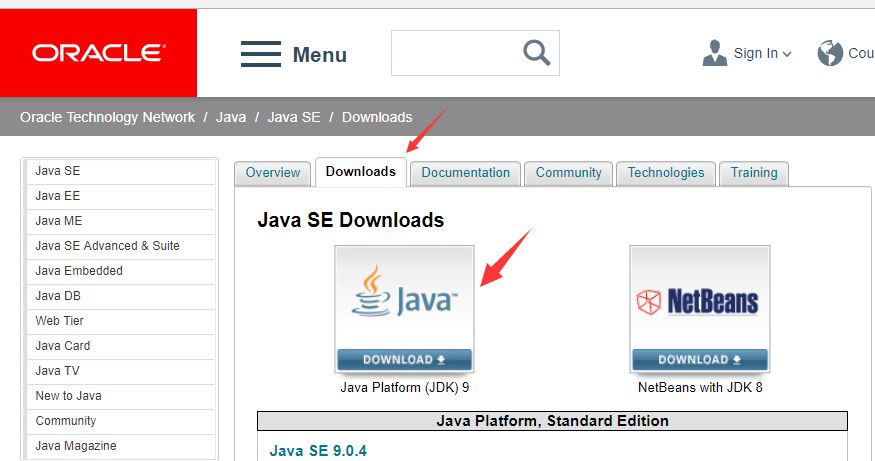 ORACLE
Menu
Sign In
Cou
Oracle Technology Network / Java / Java SE / Downloads
Java SE
Java EE
Java ME
Java SE Advanced & Suite
Java Embedded
Java DB
Web Tier
Java Card
Java TV
New to Java
Community
Java Magazine
Overview
Downloads
Documentation
Community
Technologies
Training
Java SE Downloads
Java™
DOWNLOAD
Java Platform (JDK) 9
NetBeans
DOWNLOAD
NetBeans with JDK 8
Java Platform, Standard Edition
Java SE 9.0.4